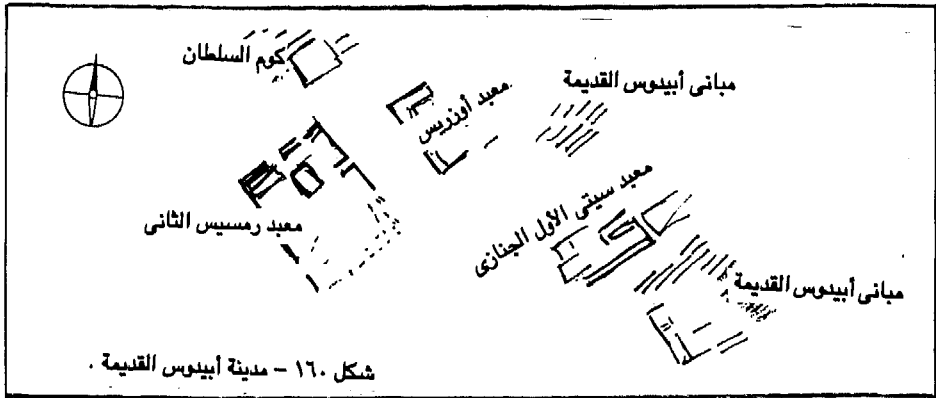 كوم السلطان
مبانى أبيدوس القديمة
معبد أوزريس
معبد سيتى الأول الجنازى
معبد رمسيس الثانى
مبانى أبيدوس القديمة
شكل ١٦٠ – مدينة أبيدوس القديمة .